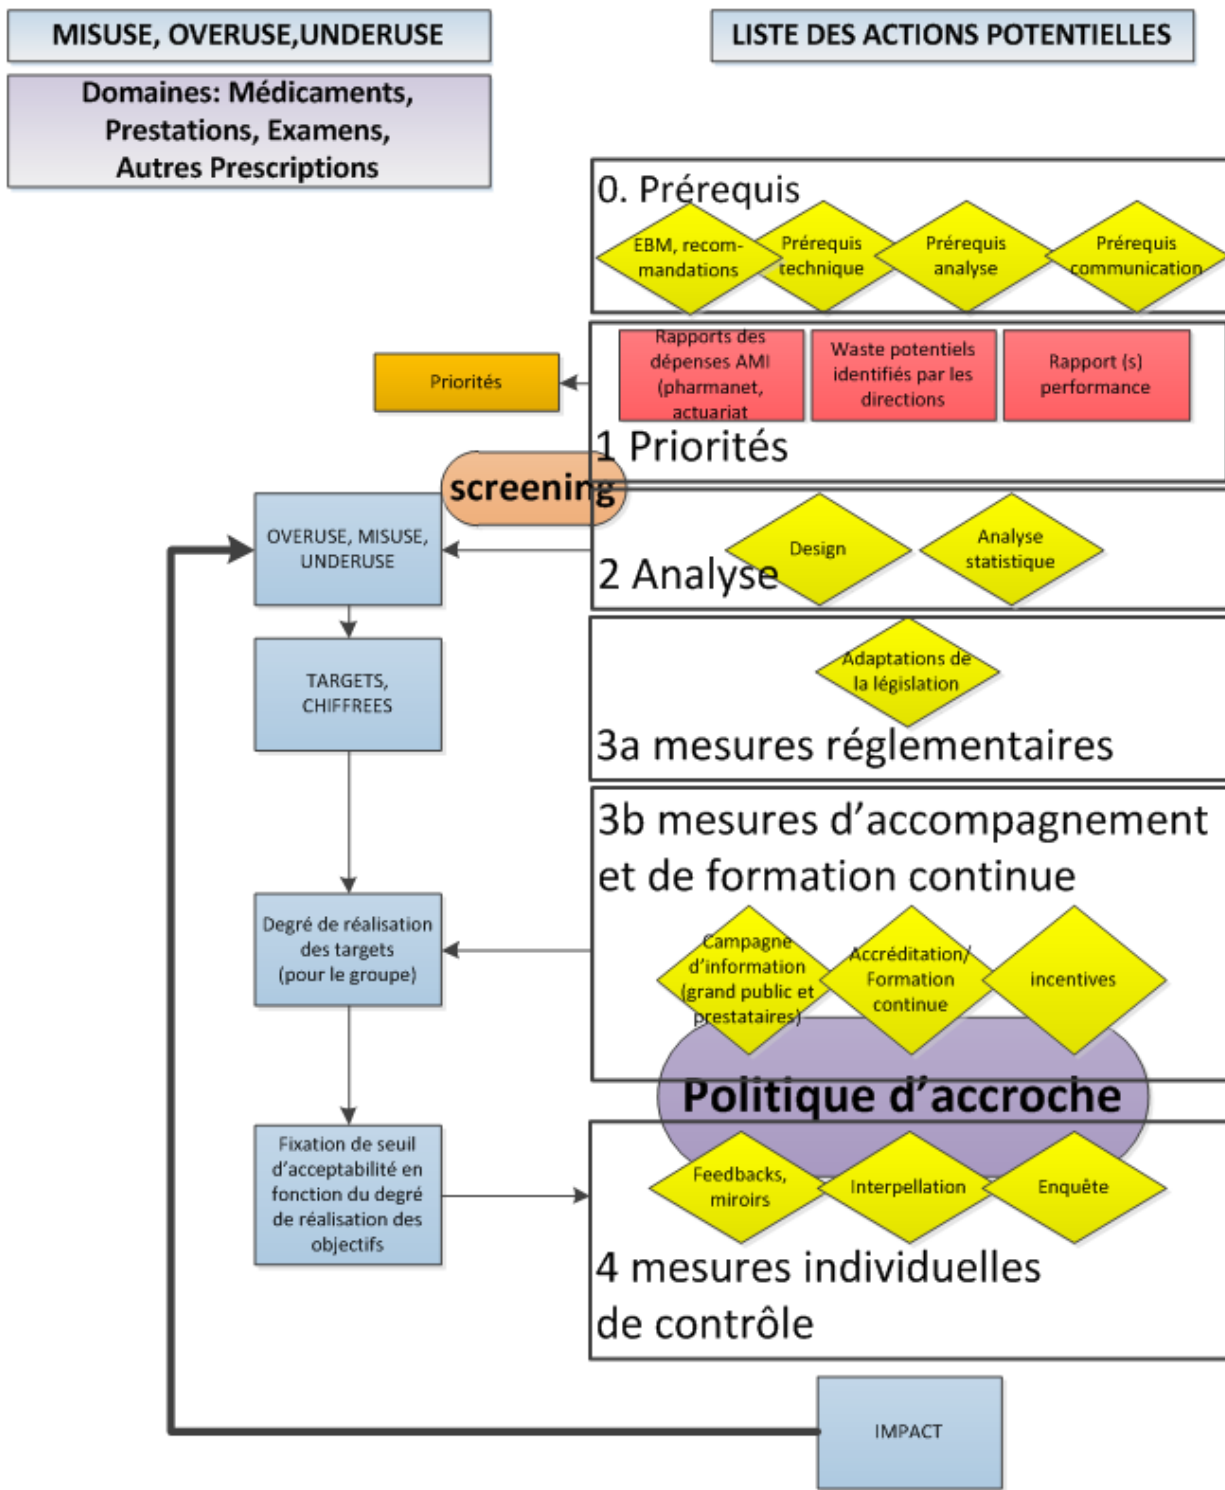 MISUSE, OVERUSE,UNDERUSE
LISTE DES ACTIONS POTENTIELLES
Domaines: Médicaments,
Prestations, Examens,
Autres Prescriptions
0. Prérequis
EBM, recom-
mandations
Prérequis
technique
Prérequis
analyse
Prérequis
communication
Priorités
Rapports des
dépenses AMI
(pharmanet,
actuariat
Waste potentiels
identifiés par les
directions
Rapport (s)
performance
1 Priorités
screening
OVERUSE, MISUSE,
UNDERUSE
Design
Analyse
statistique
2 Analyse
TARGETS,
CHIFFREES
Adaptations de
la législation
3a mesures réglementaires
3b mesures d’accompagnement
et de formation continue
Degré de réalisation
des targets
(pour le groupe)
Campagne
d’information
(grand public et
prestataires)
Accréditation/
Formation
continue
incentives
Politique d’accroche
Fixation de seuil
d’acceptabilité en
fonction du degré
de réalisation des
objectifs
Feedbacks,
miroirs
Interpellation
Enquête
4 mesures individuelles
de contrôle
IMPACT